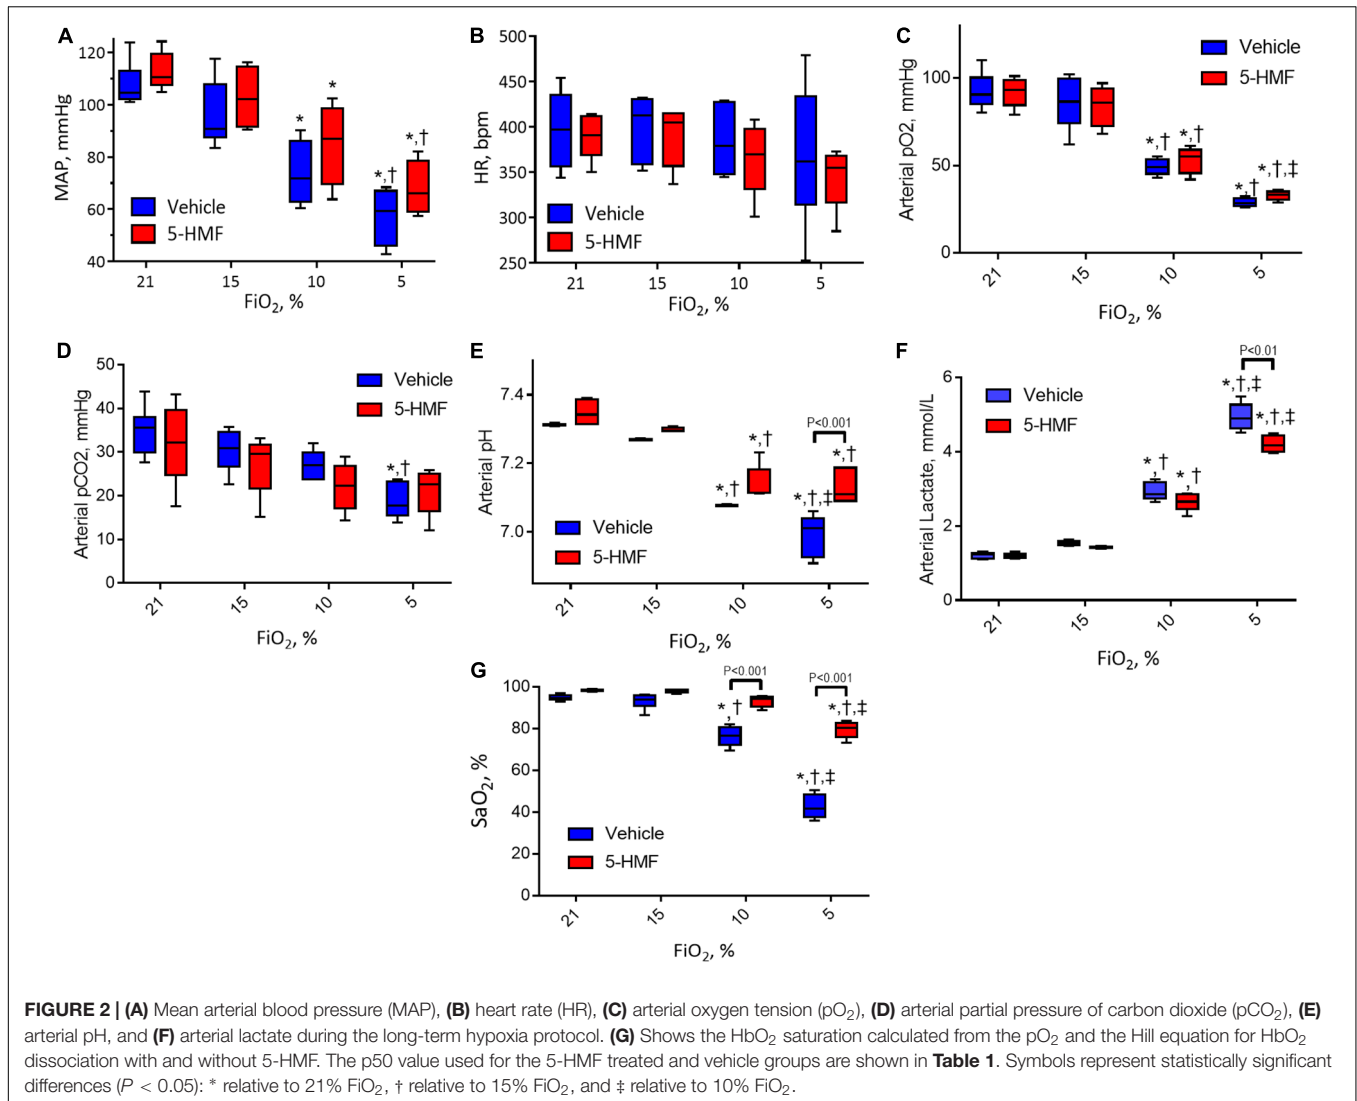 A
MAP, mmHg
120
100
80
60
40
*
*
*,†
*,†
Vehicle
5-HMF
21
15
10
5
FiO2, %
B
HR, bpm
500
450
400
350
300
250
Vehicle
5-HMF
21
15
10
5
FiO2, %
C
Arterial pO2, mmHg
100
50
0
Vehicle
5-HMF
*,†
*,†
*,†
*,†,‡
21
15
10
5
FiO2, %
D
Arterial pCO2, mmHg
50
40
30
20
10
0
Vehicle
5-HMF
*,†
21
15
10
5
FiO2, %
E
Arterial pH
7.4
7.2
7.0
P<0.001
*,†
*,†
*,†,‡
*,†
Vehicle
5-HMF
21
15
10
5
FiO2, %
F
Arterial Lactate, mmol/L
6
4
2
0
Vehicle
5-HMF
P<0.01
*,†
*,†
*,†,‡
*,†,‡
21
15
10
5
FiO2, %
G
SaO2, %
100
80
60
40
20
0
P<0.001
P<0.001
*,†
*,†,‡
*,†,‡
Vehicle
5-HMF
21
15
10
5
FiO2, %
FIGURE 2 | (A) Mean arterial blood pressure (MAP), (B) heart rate (HR), (C) arterial oxygen tension (pO2), (D) arterial partial pressure of carbon dioxide (pCO2), (E)
arterial pH, and (F) arterial lactate during the long-term hypoxia protocol. (G) Shows the HbO2 saturation calculated from the pO2 and the Hill equation for HbO2
dissociation with and without 5-HMF. The p50 value used for the 5-HMF treated and vehicle groups are shown in Table 1. Symbols represent statistically significant
differences (P < 0.05): * relative to 21% FiO2, † relative to 15% FiO2, and ‡ relative to 10% FiO2.